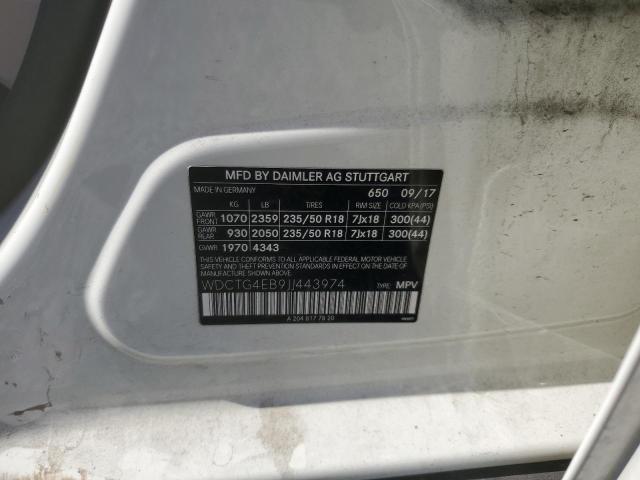 MFD BY DAIMLER AG STUTTGART
MADE IN GERMANY 650 09/17
KG LB TIRES RIM SIZE COLD KPA (PSI)
GAWR FRONT 1070 2359 235/50 R18 7Jx18 300(44)
GAWR REAR 930 2050 235/50 R18 7Jx18 300(44)
GVWR 1970 4343
THIS VEHICLE CONFORMS TO ALL APPLICABLE FEDERAL MOTOR
VEHICLE SAFETY AND THEFT PREVENTION STANDARDS IN EFFECT
ON THE DATE OF MANUFACTURE SHOWN ABOVE.
WDCTG4EB9JJ443974 TYPE: MPV
A 204 817 78 20